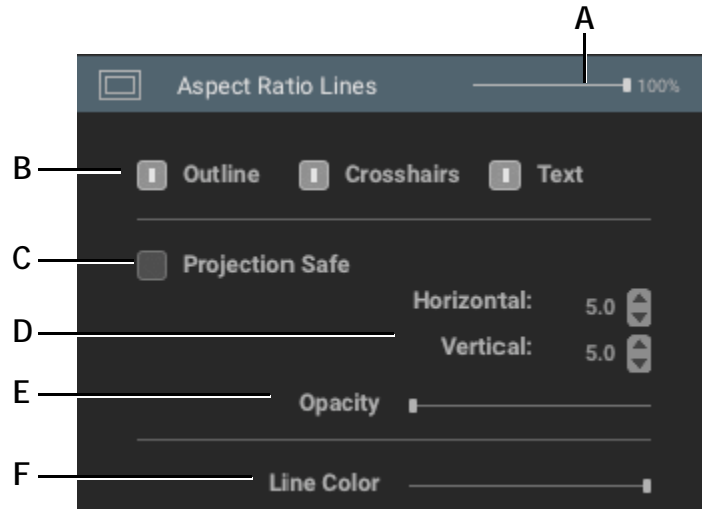 A
Aspect Ratio Lines 100%
B Outline Crosshairs Text
C Projection Safe
Horizontal: 5.0
D Vertical: 5.0
E Opacity
F Line Color